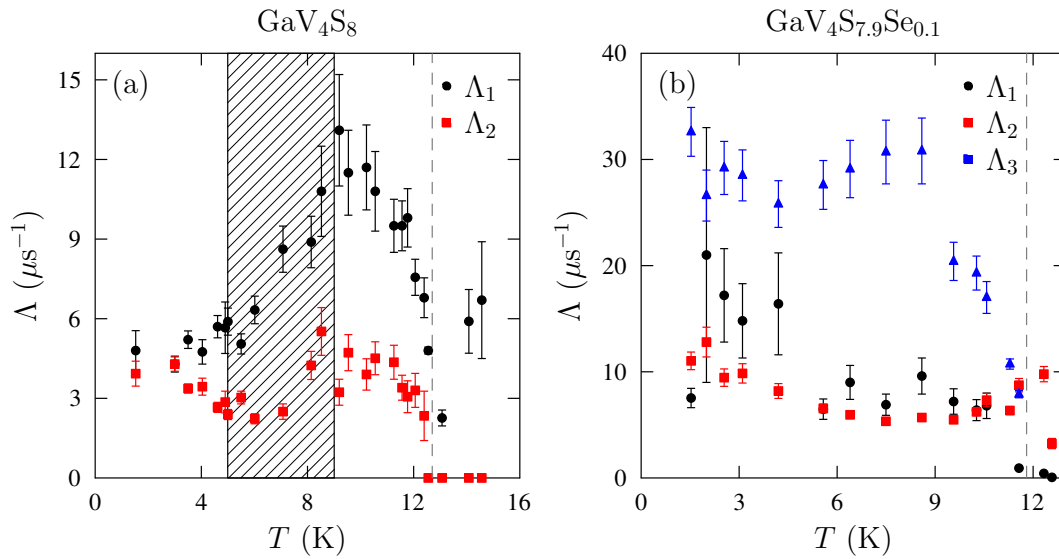 GaV₄S₈
GaV₄S₇.₉Se₀.₁
(a)
Λ₁
Λ₂
15
12
9
6
3
0
Λ (μs⁻¹)
0 4 8 12 16
T (K)
(b)
Λ₁
Λ₂
Λ₃
40
30
20
10
0
Λ (μs⁻¹)
0 3 6 9 12
T (K)